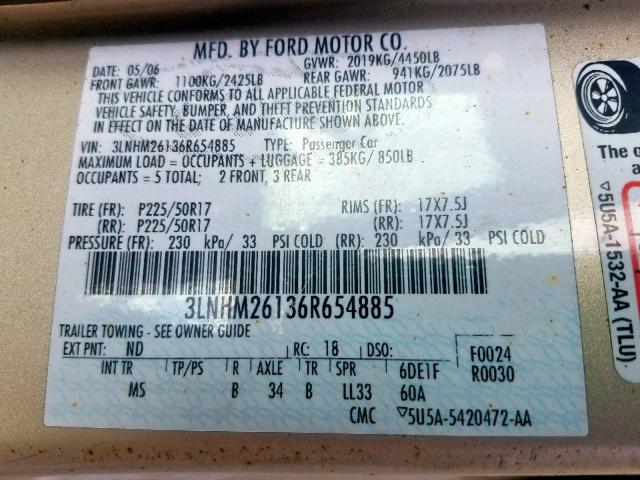 MFD. BY FORD MOTOR CO.
DATE: 05/06 GVWR: 2019KG/4450LB
FRONT GAWR: 1100KG/2425LB REAR GAWR: 941KG/2075LB
THIS VEHICLE CONFORMS TO ALL APPLICABLE FEDERAL MOTOR
VEHICLE SAFETY, BUMPER, AND THEFT PREVENTION STANDARDS
IN EFFECT ON THE DATE OF MANUFACTURE SHOWN ABOVE.
VIN: 3LNHM26136R654885 TYPE: Passenger Car
MAXIMUM LOAD = OCCUPANTS + LUGGAGE = 385KG/ 850LB
OCCUPANTS = 5 TOTAL: 2 FRONT, 3 REAR
TIRE (FR): P225/50R17 RIMS (FR): 17X7.5J
(RR): P225/50R17 (RR): 17X7.5J
PRESSURE (FR): 230 kPa/ 33 PSI COLD (RR): 230 kPa/ 33 PSI COLD
3LNHM26136R654885
TRAILER TOWING - SEE OWNER GUIDE
EXT PNT: ND RC: 18 DSO: F0024
INT TR TP/PS R AXLE TR SPR 6DE1F R0030
MS B 34 B LL33 60A
CMC ▽5U5A-5420472-AA
The o
▽5U5A-1532-AA (TLU)